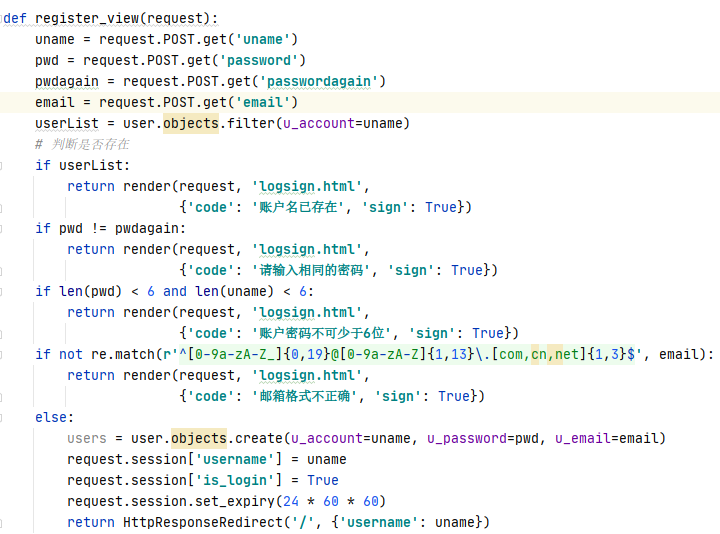 def register_view(request):
    uname = request.POST.get('uname')
    pwd = request.POST.get('password')
    pwdagain = request.POST.get('passwordagain')
    email = request.POST.get('email')
    userList = user.objects.filter(u_account=uname)
    # 判断是否存在
    if userList:
        return render(request, 'logsign.html',
                      {'code': '账户名已存在', 'sign': True})
    if pwd != pwdagain:
        return render(request, 'logsign.html',
                      {'code': '请输入相同的密码', 'sign': True})
    if len(pwd) < 6 and len(uname) < 6:
        return render(request, 'logsign.html',
                      {'code': '账户密码不可少于6位', 'sign': True})
    if not re.match(r'^[0-9a-zA-Z_]{0,19}@[0-9a-zA-Z]{1,13}\.[com,cn,net]{1,3}$', email):
        return render(request, 'logsign.html',
                      {'code': '邮箱格式不正确', 'sign': True})
    else:
        users = user.objects.create(u_account=uname, u_password=pwd, u_email=email)
        request.session['username'] = uname
        request.session['is_login'] = True
        request.session.set_expiry(24 * 60 * 60)
        return HttpResponseRedirect('/', {'username': uname})